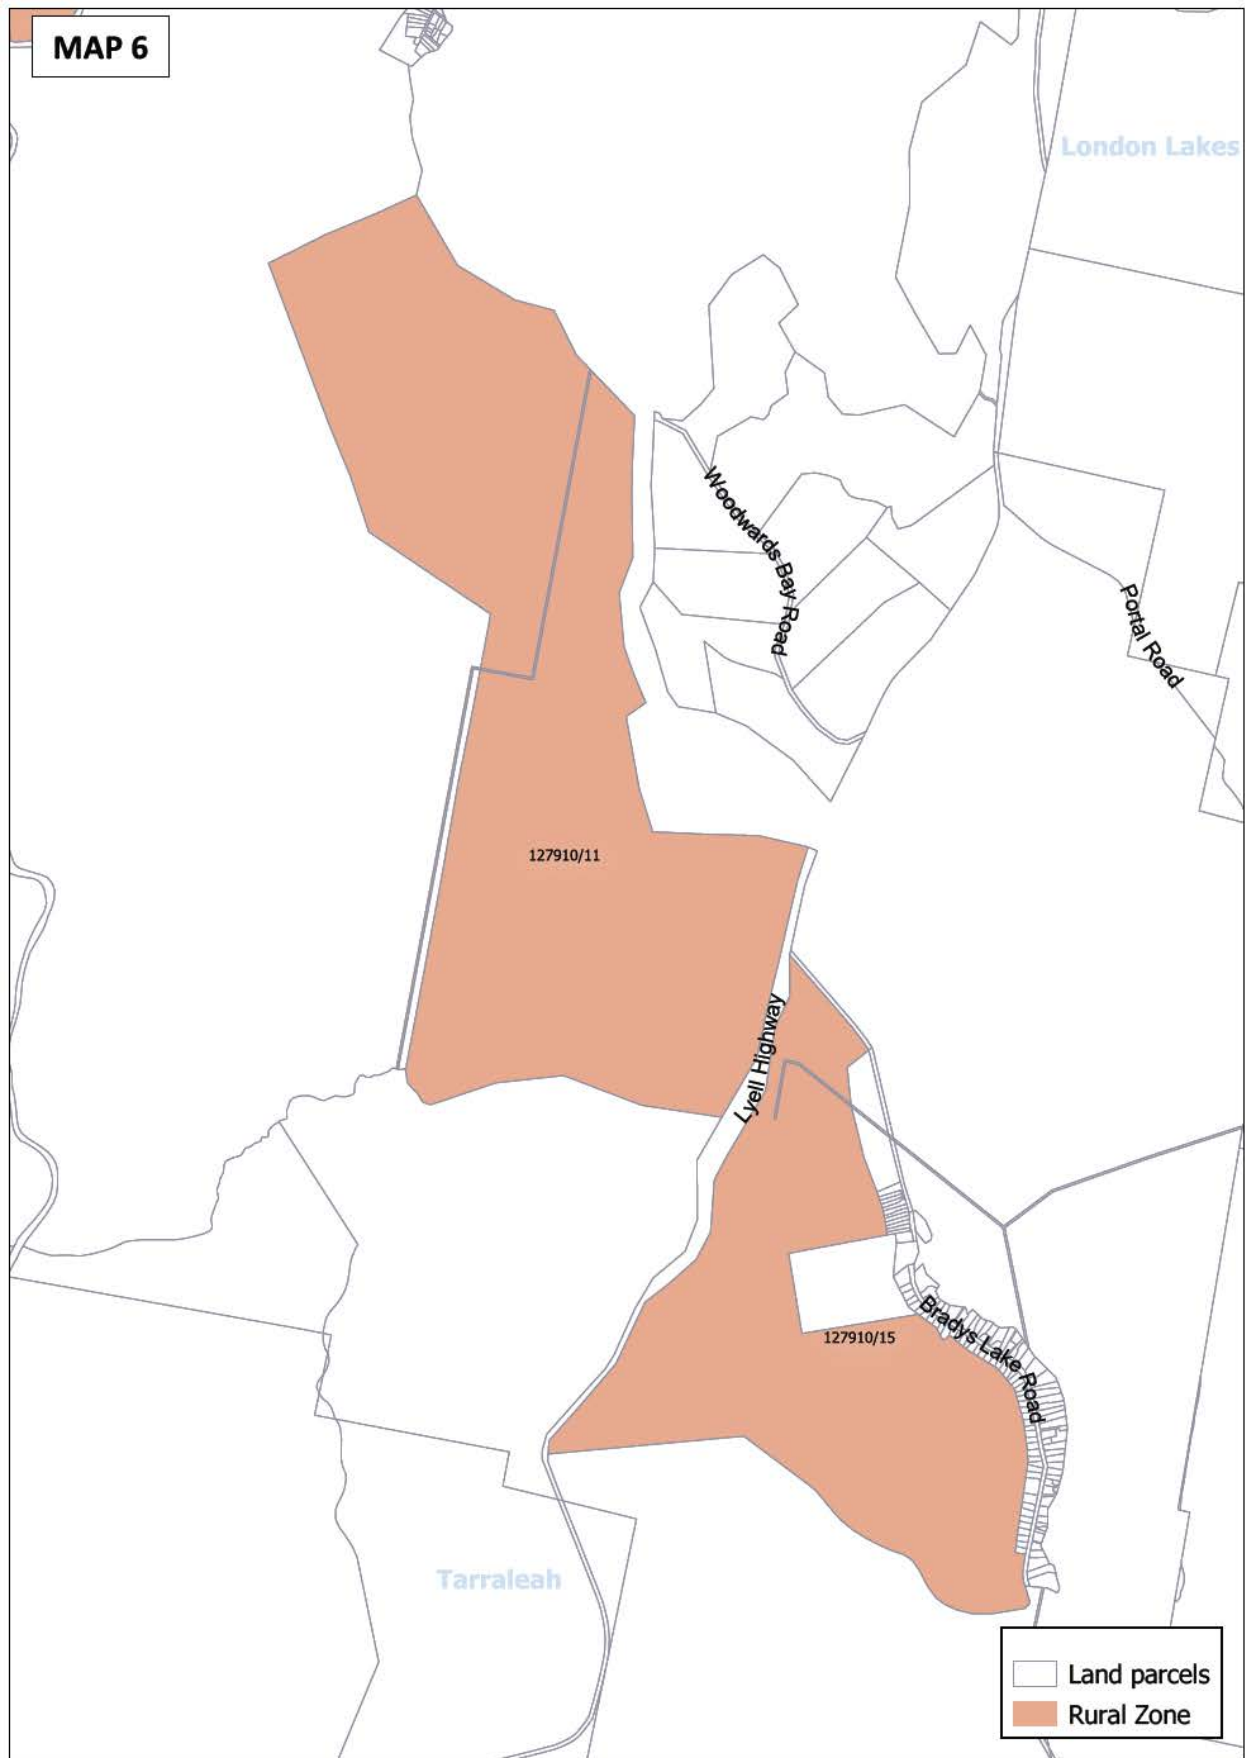 MAP 6
London Lakes
Woodwards Bay Road
Portal Road
127910/11
Lyell Highway
Bradys Lake Road
127910/15
Tarraleah
Land parcels
Rural Zone